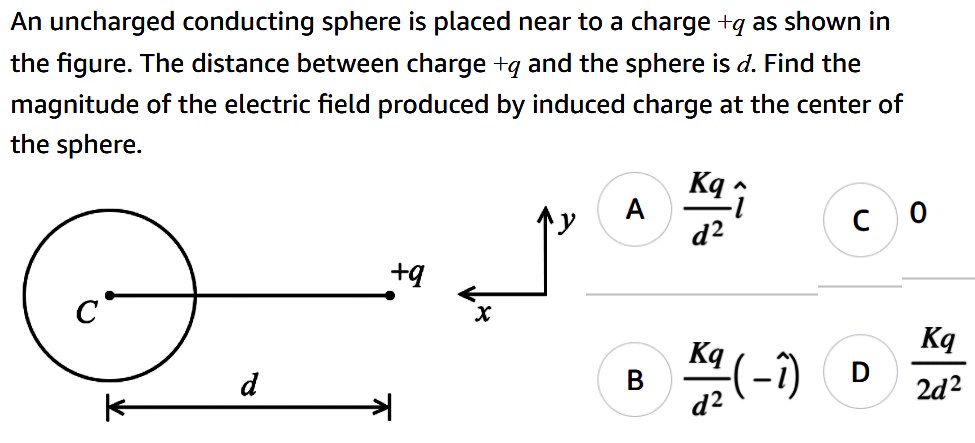 An uncharged conducting sphere is placed near to a charge +q as shown in
the figure. The distance between charge +q and the sphere is d. Find the
magnitude of the electric field produced by induced charge at the center of
the sphere.
A Kq/d² î
C 0
y
+q
C
x
B Kq/d² (−î)
D Kq/2d²
d